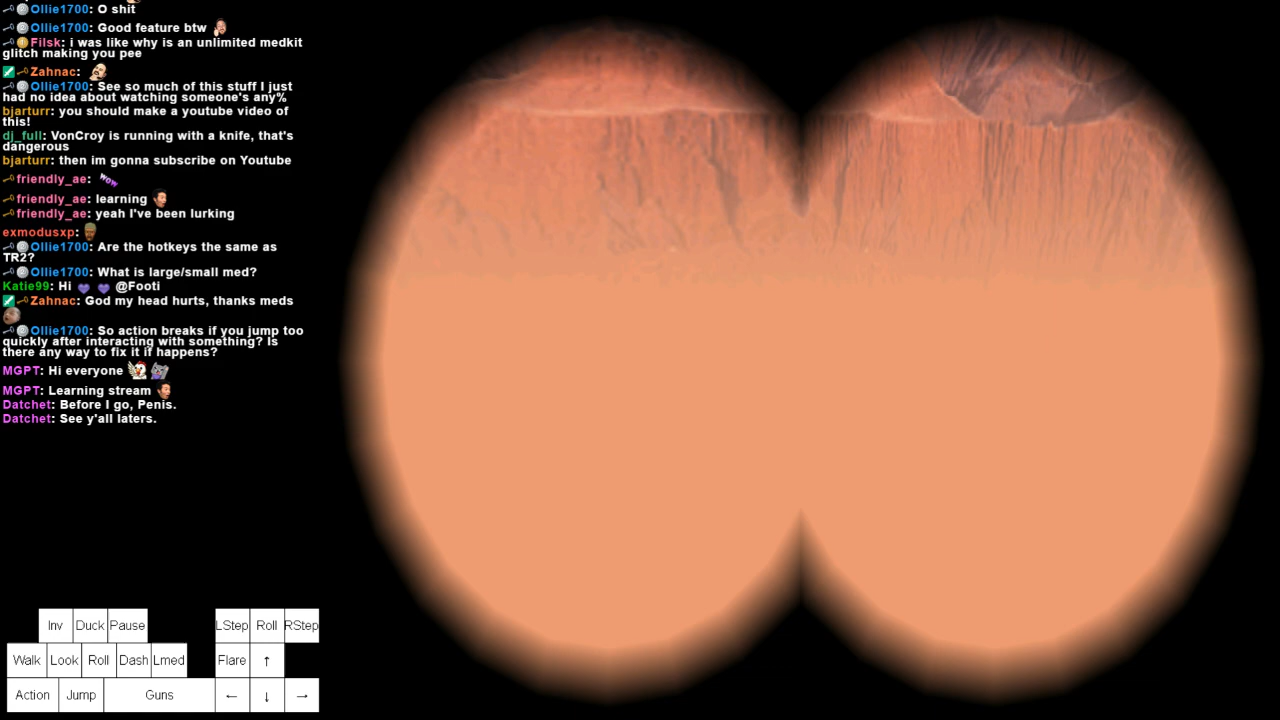 Ollie1700: O shit
Ollie1700: Good feature btw
Filsk: i was like why is an unlimited medkit
glitch making you pee
Zahnac:
Ollie1700: See so much of this stuff I just
had no idea about watching someone's any%
bjarturr: you should make a youtube video of
this!
dj_full: VonCroy is running with a knife, that's
dangerous
bjarturr: then im gonna subscribe on Youtube
friendly_ae: WOW
friendly_ae: learning
friendly_ae: yeah I've been lurking
exmodusxp:
Ollie1700: Are the hotkeys the same as
TR2?
Ollie1700: What is large/small med?
Katie99: Hi @Footi
Zahnac: God my head hurts, thanks meds
Ollie1700: So action breaks if you jump too
quickly after interacting with something? Is
there any way to fix it if happens?
MGPT: Hi everyone
MGPT: Learning stream
Datchet: Before I go, Penis.
Datchet: See y'all laters.
Inv Duck Pause LStep Roll RStep
Walk Look Roll Dash Lmed Flare ↑
Action Jump Guns ← ↓ →